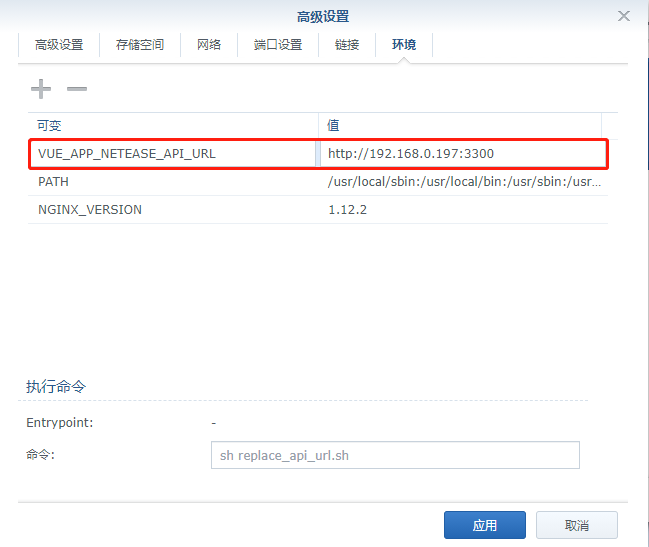 高级设置
高级设置 存储空间 网络 端口设置 链接 环境
可变 值
VUE_APP_NETEASE_API_URL http://192.168.0.197:3300
PATH /usr/local/sbin:/usr/local/bin:/usr/sbin:/usr...
NGINX_VERSION 1.12.2
执行命令
Entrypoint: -
命令: sh replace_api_url.sh
应用 取消